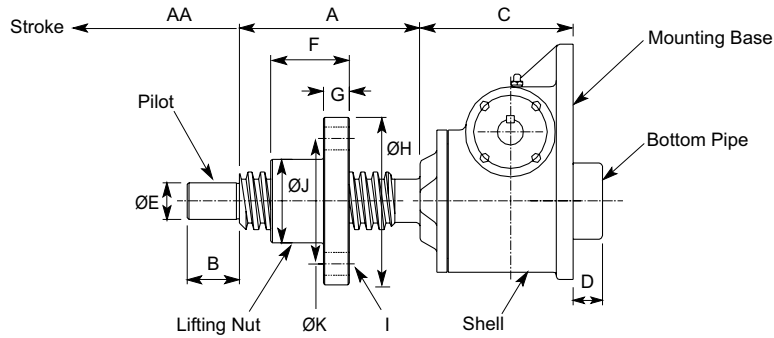 Stroke
AA
A
C
F
Mounting Base
G
Pilot
ØH
Bottom Pipe
ØJ
ØE
B
D
Lifting Nut
ØK
I
Shell